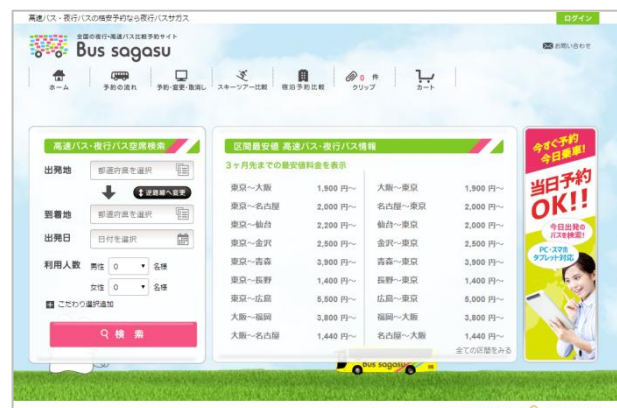 高速バス・夜行バスの格安予約なら夜行バスサガス
ログイン
全国の夜行・高速バス比較予約サイト
Bus sagasu
お問い合わせ
ホーム
予約の流れ
予約・変更・取消し
スキーツアー比較
宿泊予約比較
0 件
クリップ
カート
高速バス・夜行バス空席検索
出発地 都道府県を選択
逆路線へ変更
到着地 都道府県を選択
出発日 日付を選択
利用人数 男性 0 名様
女性 0 名様
こだわり選択追加
検 索
区間最安値 高速バス・夜行バス情報
3ヶ月先までの最安値料金を表示
東京〜大阪 1,900 円〜 大阪〜東京 1,900 円〜
東京〜名古屋 2,000 円〜 名古屋〜東京 2,000 円〜
東京〜仙台 2,200 円〜 仙台〜東京 2,000 円〜
東京〜金沢 2,500 円〜 金沢〜東京 2,500 円〜
東京〜青森 3,900 円〜 青森〜東京 3,900 円〜
東京〜長野 1,400 円〜 長野〜東京 1,400 円〜
東京〜広島 5,500 円〜 広島〜東京 5,000 円〜
大阪〜福岡 3,800 円〜 福岡〜大阪 3,800 円〜
大阪〜名古屋 1,440 円〜 名古屋〜大阪 1,440 円〜
全ての区間をみる
今すぐ予約
今日乗車!
当日予約
OK!!
今日出発の
バスを検索!
PC・スマホ
タブレット対応
bus sagasu